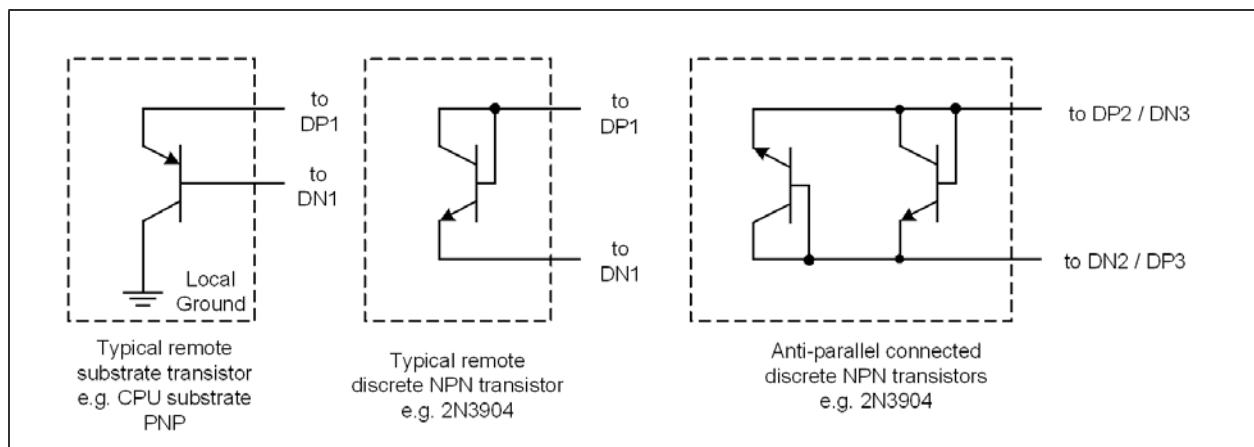 to
DP1
to
DN1
Local
Ground
Typical remote
substrate transistor
e.g. CPU substrate
PNP
to
DP1
to
DN1
Typical remote
discrete NPN transistor
e.g. 2N3904
to DP2 / DN3
to DN2 / DP3
Anti-parallel connected
discrete NPN transistors
e.g. 2N3904